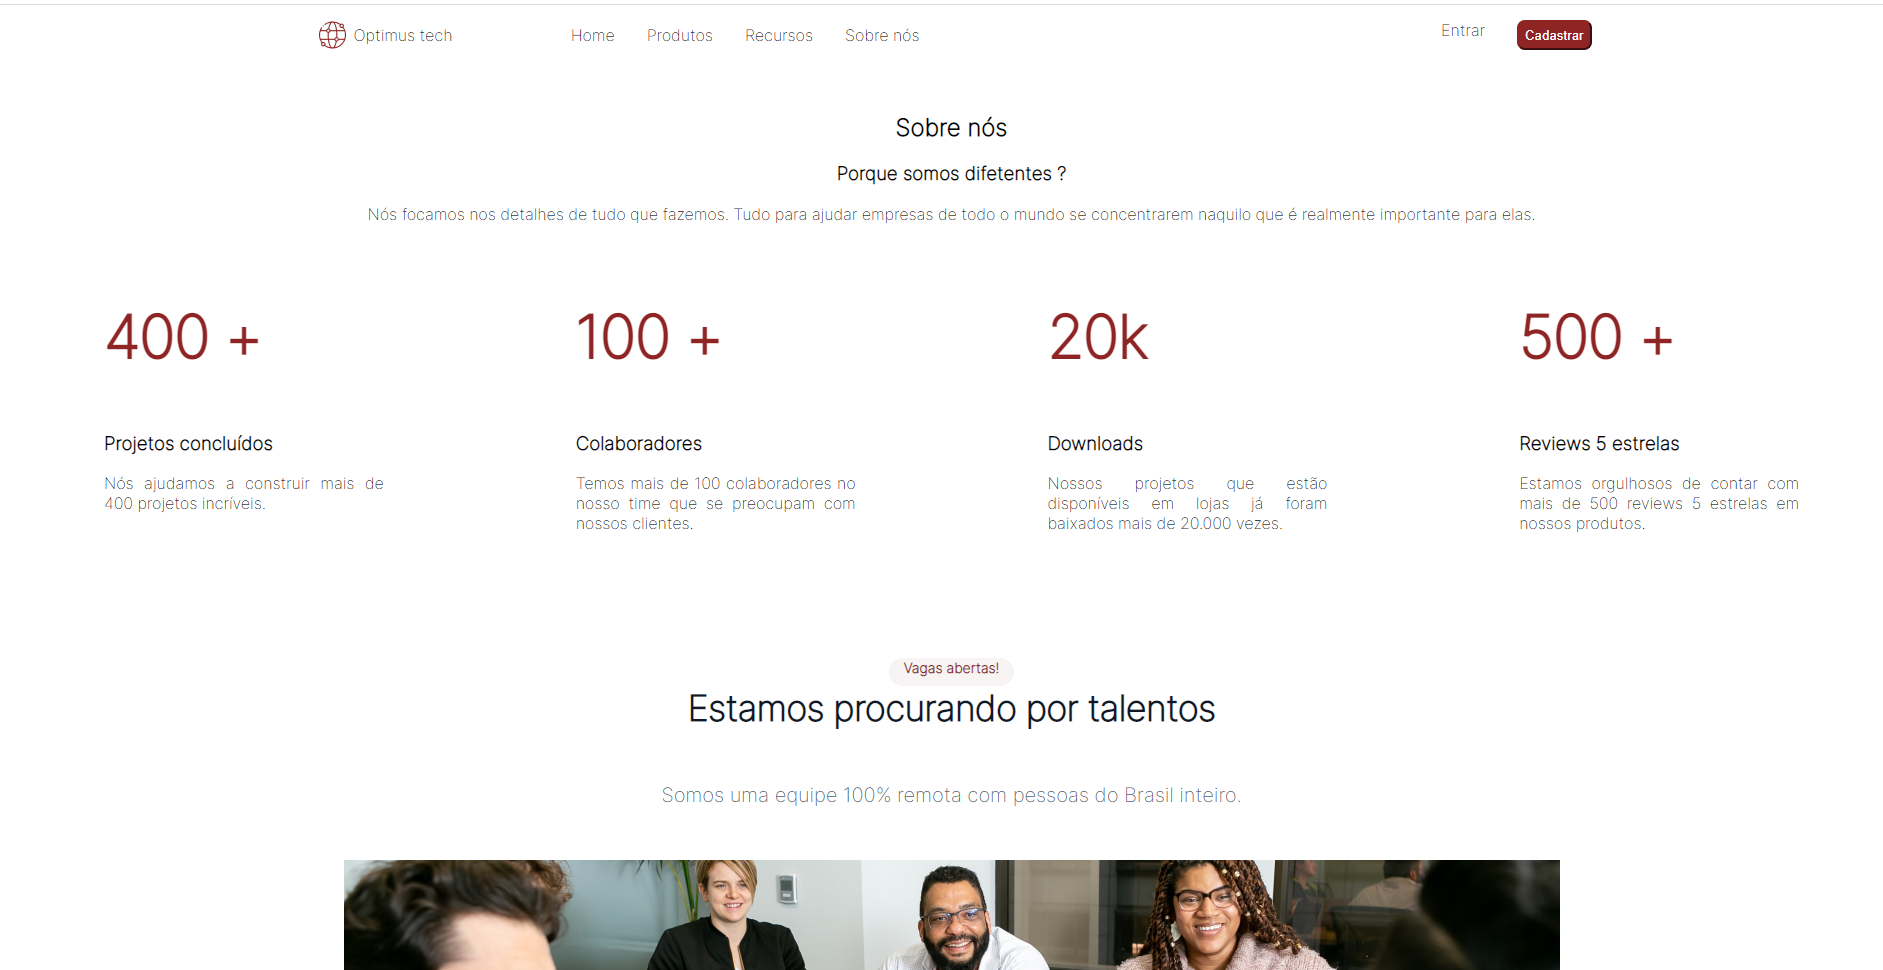 Optimus tech
Home
Produtos
Recursos
Sobre nós
Entrar
Cadastrar
Sobre nós
Porque somos difetentes ?
Nós focamos nos detalhes de tudo que fazemos. Tudo para ajudar empresas de todo o mundo se concentrarem naquilo que é realmente importante para elas.
400 +
Projetos concluídos
Nós ajudamos a construir mais de
400 projetos incríveis.
100 +
Colaboradores
Temos mais de 100 colaboradores no
nosso time que se preocupam com
nossos clientes.
20k
Downloads
Nossos projetos que estão
disponíveis em lojas já foram
baixados mais de 20.000 vezes.
500 +
Reviews 5 estrelas
Estamos orgulhosos de contar com
mais de 500 reviews 5 estrelas em
nossos produtos.
Vagas abertas!
Estamos procurando por talentos
Somos uma equipe 100% remota com pessoas do Brasil inteiro.